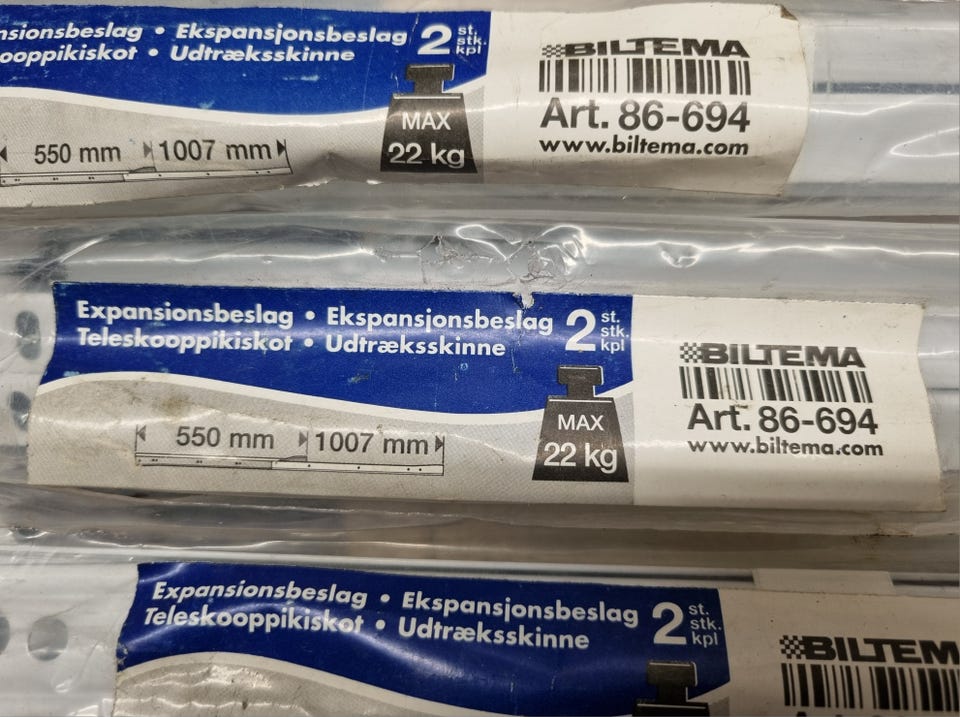 nsionsbeslag • Ekspansjonsbeslag
ooppikiskot • Udtræksskinne
2 st.
stk.
kpl
550 mm
1007 mm
MAX
22 kg
BILTEMA
Art. 86-694
www.biltema.com
Expansionsbeslag • Ekspansjonsbeslag
Teleskooppikiskot • Udtræksskinne
2 st.
stk.
kpl
550 mm
1007 mm
MAX
22 kg
BILTEMA
Art. 86-694
www.biltema.com
Expansionsbeslag • Ekspansjonsbeslag
Teleskooppikiskot • Udtræksskinne
2 st.
stk.
kpl
BILTEM